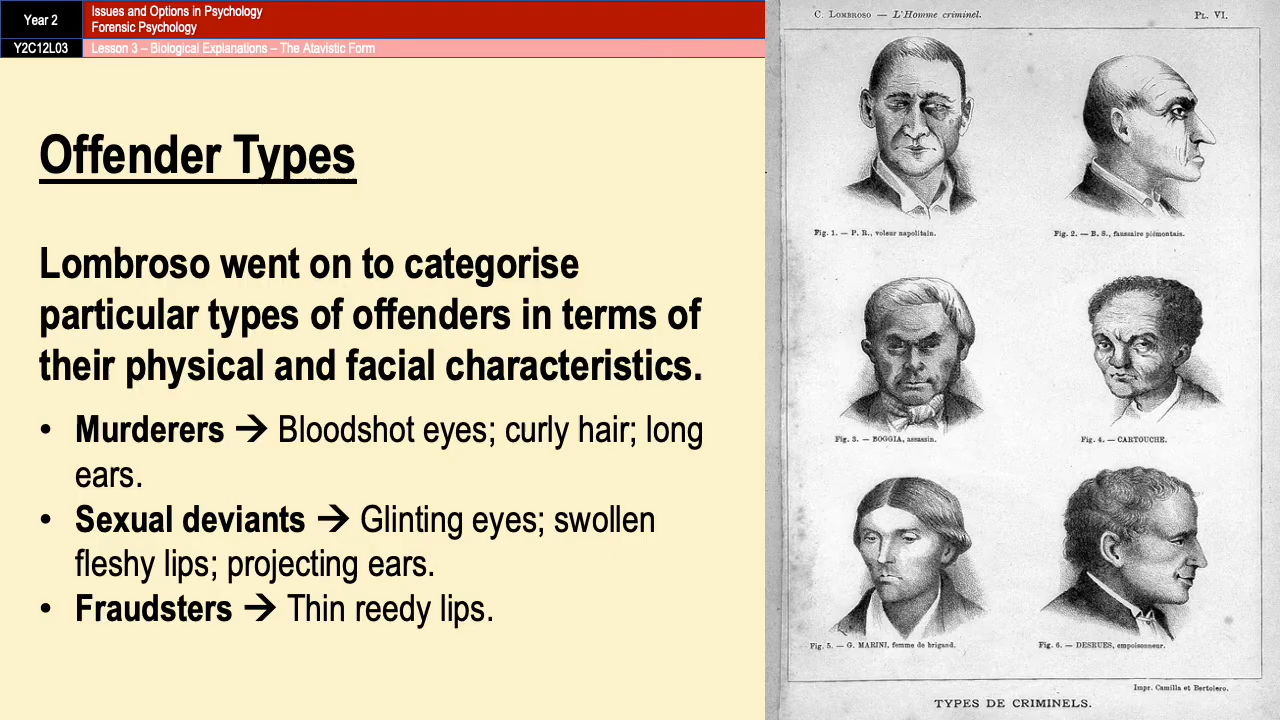 Year 2
Issues and Options in Psychology
Forensic Psychology
Y2C12L03
Lesson 3 – Biological Explanations – The Atavistic Form
Offender Types
Lombroso went on to categorise
particular types of offenders in terms of
their physical and facial characteristics.
• Murderers → Bloodshot eyes; curly hair; long
ears.
• Sexual deviants → Glinting eyes; swollen
fleshy lips; projecting ears.
• Fraudsters → Thin reedy lips.
C. Lombroso — L'Homme criminel.
Pl. VI.
Fig. 1. — P. R., voleur napolitain.
Fig. 2. — B. S., faussaire piémontais.
Fig. 3. — BOGGIA, assassin.
Fig. 4. — CARTOUCHE.
Fig. 5. — G. MARINI, femme de brigand.
Fig. 6. — DESRUES, empoisonneur.
Impr. Camilla et Bertolero.
TYPES DE CRIMINELS.